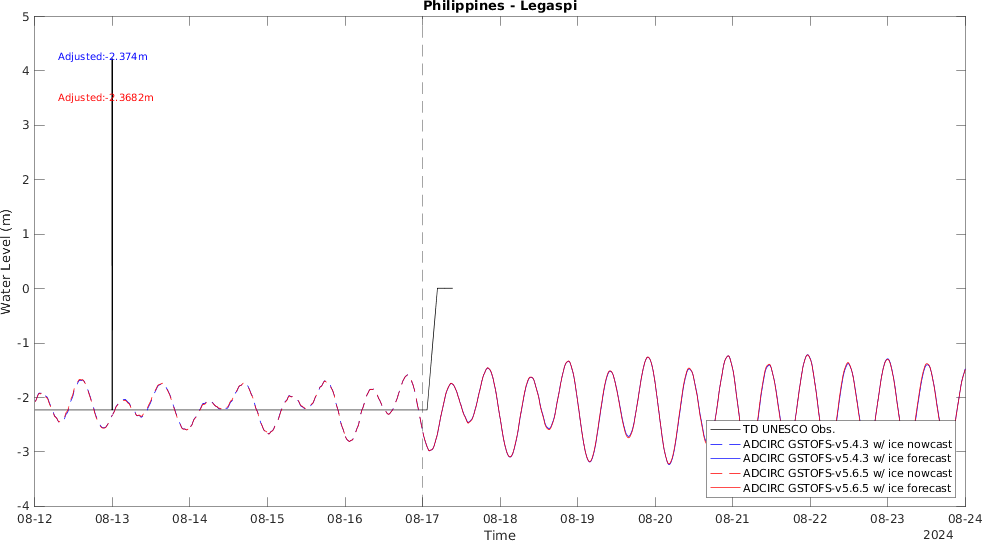 Philippines - Legaspi
5
4
3
2
1
0
-1
-2
-3
-4
Water Level (m)
Adjusted:-2.374m
Adjusted:-2.3682m
TD UNESCO Obs.
ADCIRC GSTOFS-v5.4.3 w/ ice nowcast
ADCIRC GSTOFS-v5.4.3 w/ ice forecast
ADCIRC GSTOFS-v5.6.5 w/ ice nowcast
ADCIRC GSTOFS-v5.6.5 w/ ice forecast
08-12 08-13 08-14 08-15 08-16 08-17 08-18 08-19 08-20 08-21 08-22 08-23 08-24
Time
2024